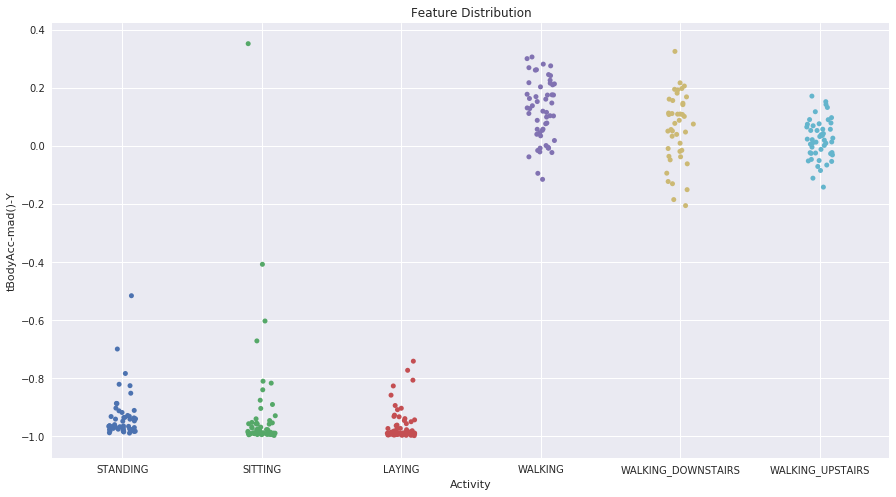 Feature Distribution
0.4
0.2
0.0
−0.2
−0.4
−0.6
−0.8
−1.0
tBodyAcc-mad()-Y
STANDING SITTING LAYING WALKING WALKING_DOWNSTAIRS WALKING_UPSTAIRS
Activity